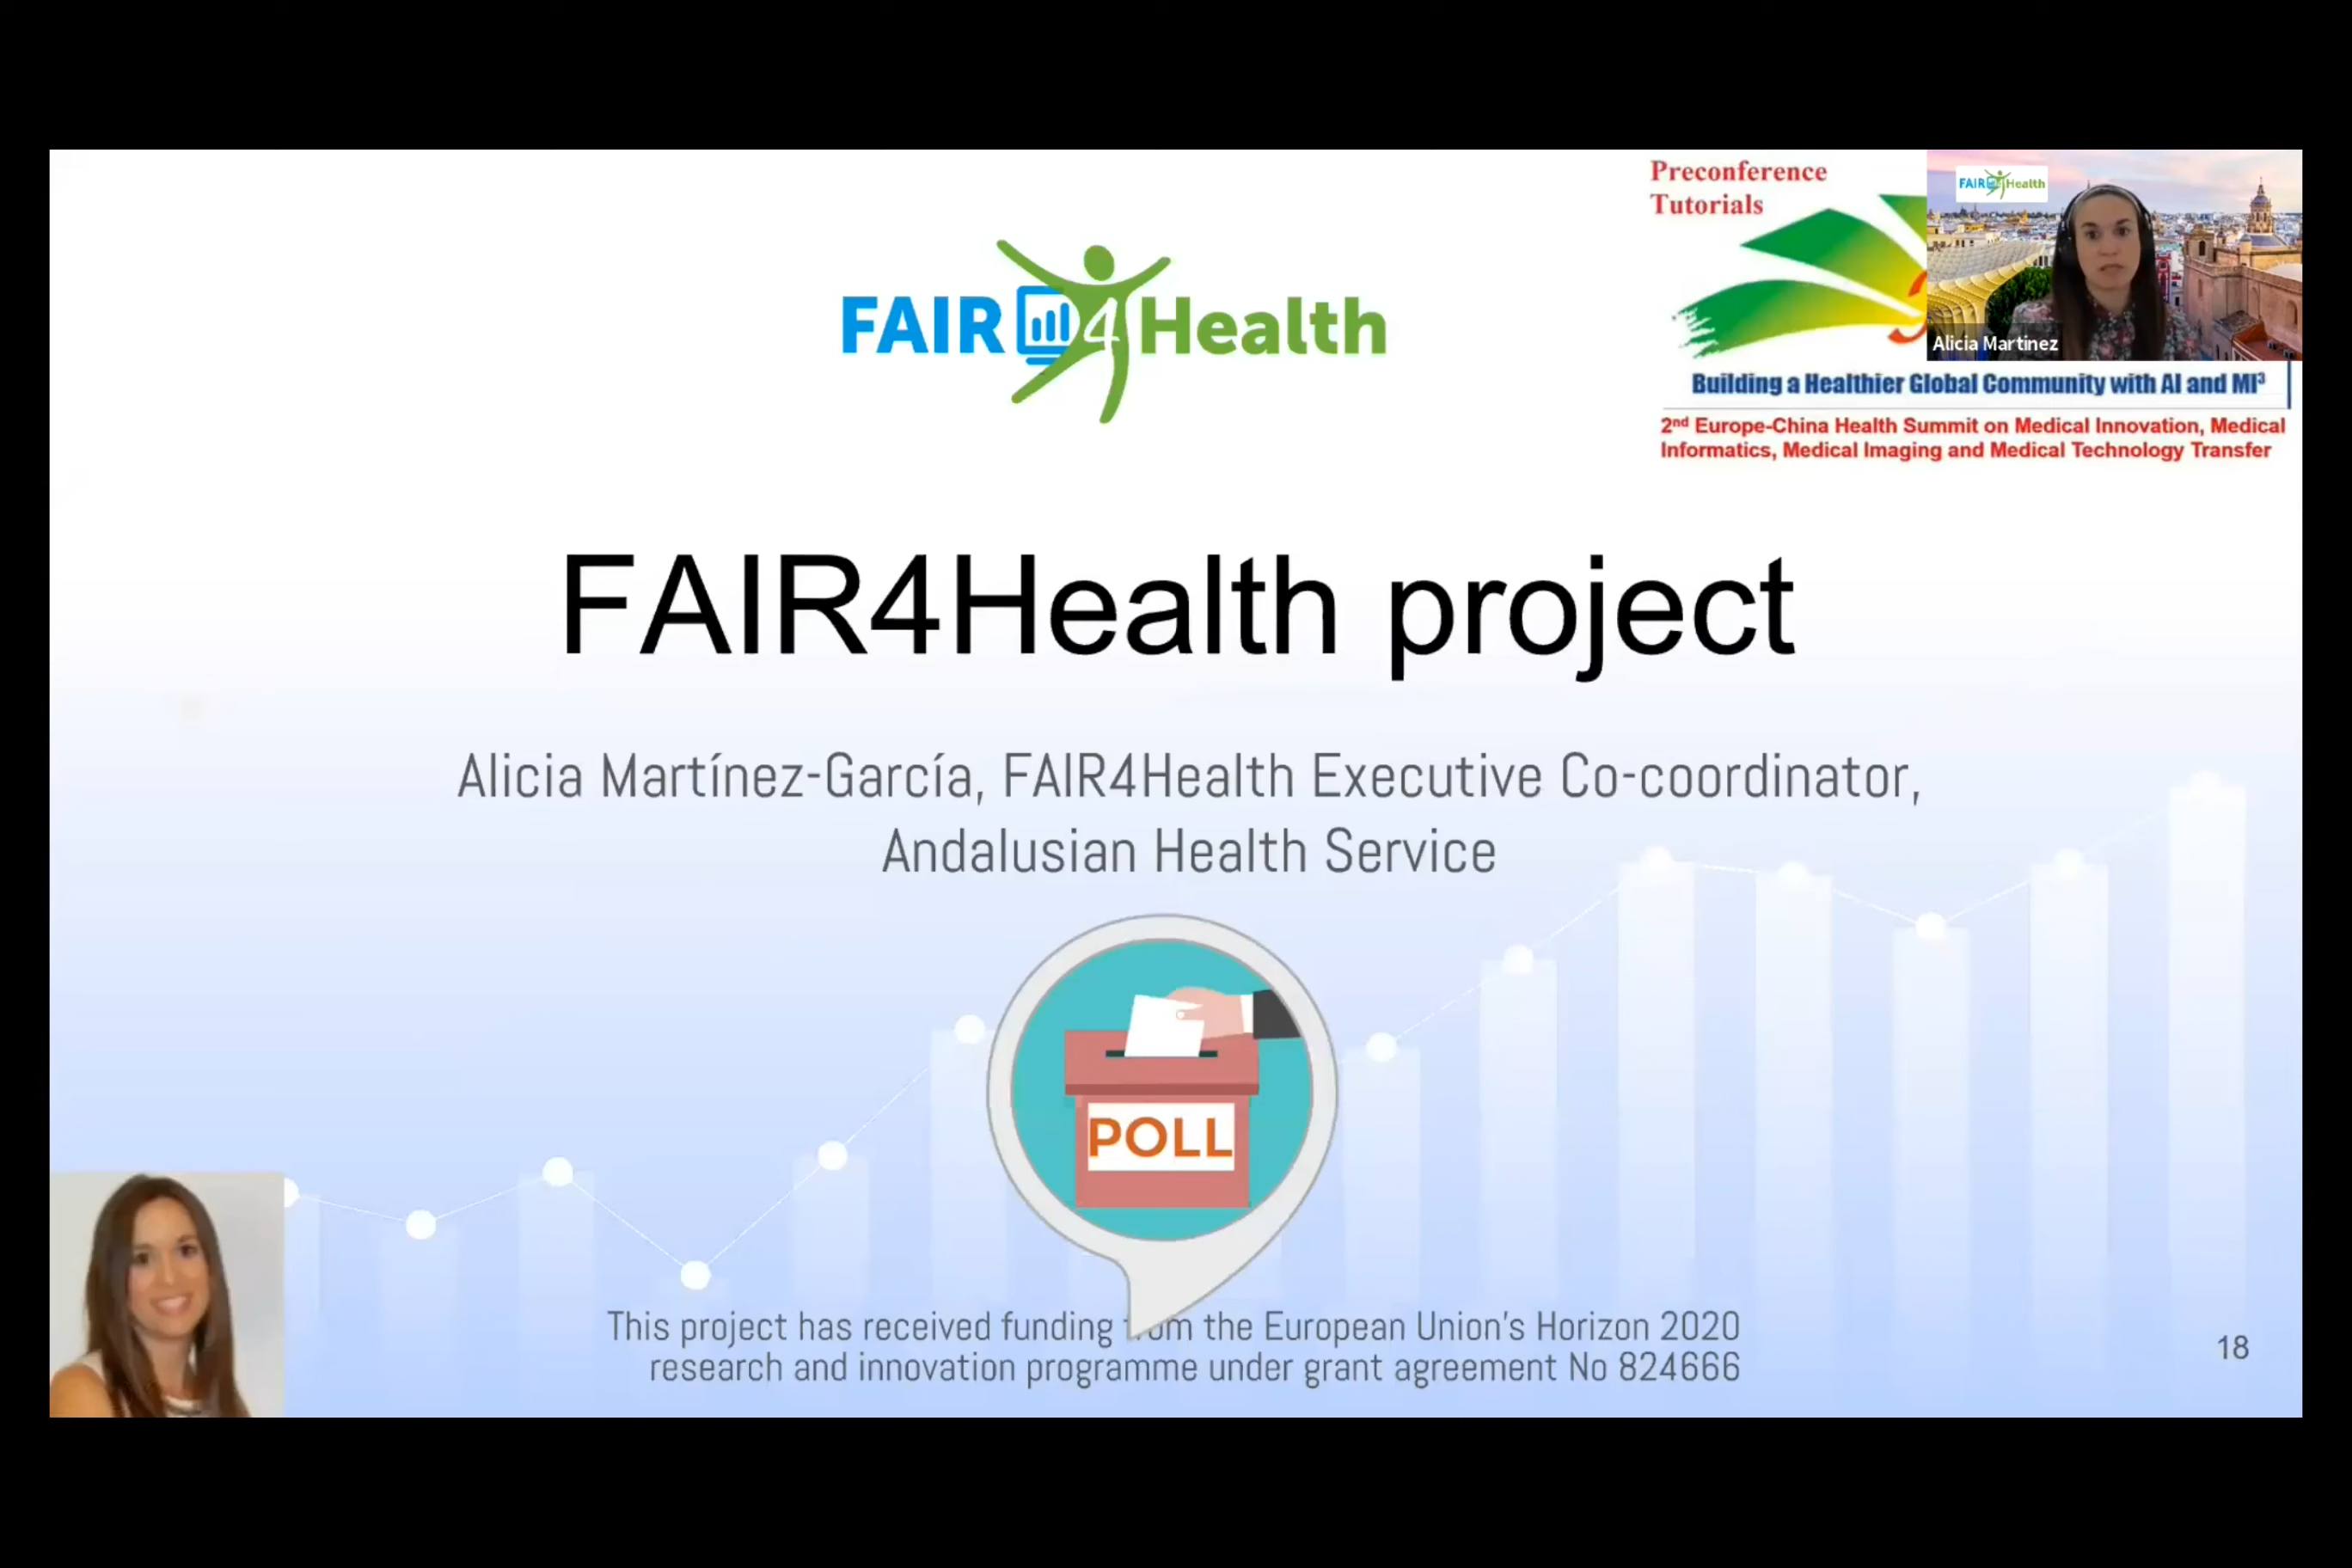 Preconference
Tutorials
FAIR4Health
Alicia Martinez
FAIR4Health
Building a Healthier Global Community with AI and MI³
2nd Europe-China Health Summit on Medical Innovation, Medical
Informatics, Medical Imaging and Medical Technology Transfer
FAIR4Health project
Alicia Martínez-García, FAIR4Health Executive Co-coordinator,
Andalusian Health Service
POLL
This project has received funding from the European Union's Horizon 2020
research and innovation programme under grant agreement No 824666
18